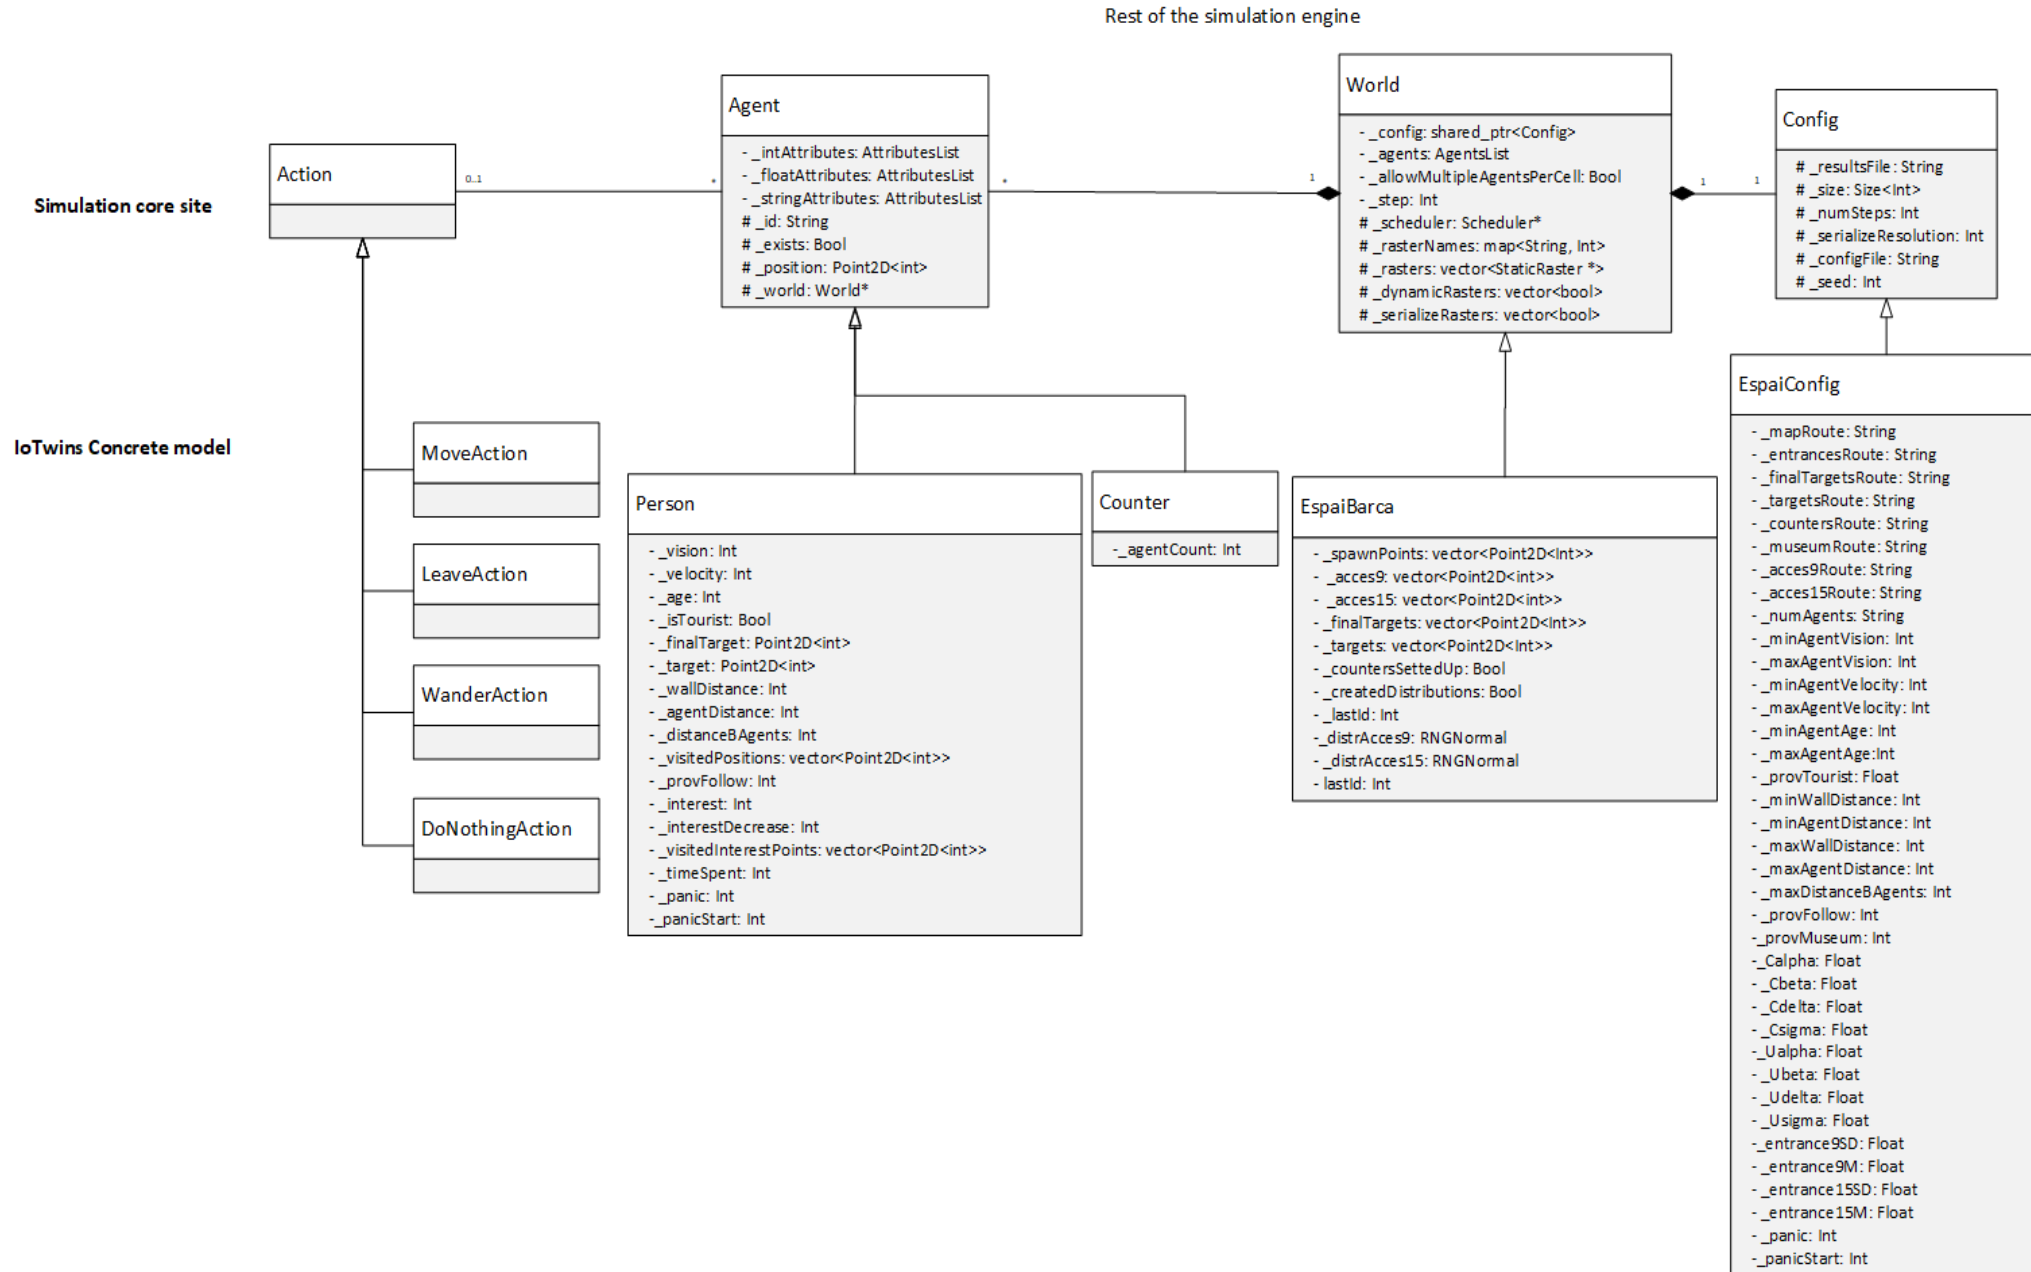 Rest of the simulation engine
Simulation core site
IoTwins Concrete model
Action
0..1
*
Agent
- _intAttributes: AttributesList
- _floatAttributes: AttributesList
- _stringAttributes: AttributesList
# _id: String
# _exists: Bool
# _position: Point2D<int>
# _world: World*
*
1
World
- _config: shared_ptr<Config>
- _agents: AgentsList
- _allowMultipleAgentsPerCell: Bool
- _step: Int
# _scheduler: Scheduler*
# _rasterNames: map<String, Int>
# _rasters: vector<StaticRaster *>
# _dynamicRasters: vector<bool>
# _serializeRasters: vector<bool>
1
1
Config
# _resultsFile: String
# _size: Size<Int>
# _numSteps: Int
# _serializeResolution: Int
# _configFile: String
# _seed: Int
MoveAction
LeaveAction
WanderAction
DoNothingAction
Person
- _vision: Int
- _velocity: Int
- _age: Int
- _isTourist: Bool
- _finalTarget: Point2D<int>
- _target: Point2D<int>
- _wallDistance: Int
- _agentDistance: Int
- _distanceBAgents: Int
- _visitedPositions: vector<Point2D<int>>
- _provFollow: Int
- _interest: Int
- _interestDecrease: Int
- _visitedInterestPoints: vector<Point2D<int>>
- _timeSpent: Int
- _panic: Int
-_panicStart: Int
Counter
-_agentCount: Int
EspaiBarca
- _spawnPoints: vector<Point2D<Int>>
- _acces9: vector<Point2D<int>>
- _acces15: vector<Point2D<int>>
- _finalTargets: vector<Point2D<Int>>
- _targets: vector<Point2D<Int>>
- _countersSettedUp: Bool
- _createdDistributions: Bool
- _lastId: Int
-_distrAcces9: RNGNormal
- _distrAcces15: RNGNormal
- lastId: Int
EspaiConfig
- _mapRoute: String
- _entrancesRoute: String
- _finalTargetsRoute: String
- _targetsRoute: String
- _countersRoute: String
- _museumRoute: String
- _acces9Route: String
- _acces15Route: String
- _numAgents: String
- _minAgentVision: Int
- _maxAgentVision: Int
- _minAgentVelocity: Int
- _maxAgentVelocity: Int
- _minAgentAge: Int
- _maxAgentAge:Int
- _provTourist: Float
- _minWallDistance: Int
- _minAgentDistance: Int
- _maxWallDistance: Int
- _maxAgentDistance: Int
- _maxDistanceBAgents: Int
- _provFollow: Int
-_provMuseum: Int
-_Calpha: Float
- _Cbeta: Float
- _Cdelta: Float
- _Csigma: Float
-_Ualpha: Float
- _Ubeta: Float
- _Udelta: Float
- _Usigma: Float
-_entrance9SD: Float
- _entrance9M: Float
- _entrance15SD: Float
- _entrance15M: Float
- _panic: Int
-_panicStart: Int